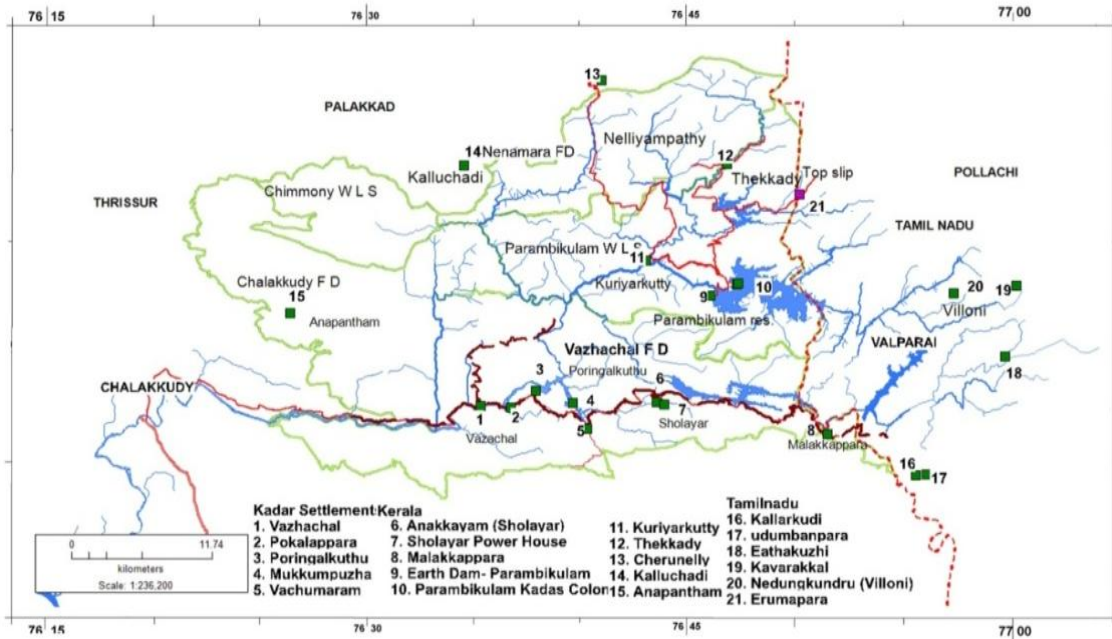 76 15 76 30 76 45 77 00
13
PALAKKAD
Nelliyampathy
14 Nenamara FD 12
Kalluchadi Thekkady Top slip POLLACHI
Chimmony W L S
THRISSUR 21
TAMIL NADU
Parambikulam W L S
11
Chalakkudy F D Kuriyarkutty 10 20 19
15 9 Villoni
Anapantham Parambikulam res.
Vazhachal F D VALPARAI
3 Poringalkuthu 18
CHALAKKUDY 6
1 2 4 7
Vazachal 5 Sholayar 8
Malakkappara
16 17
Kadar Settlement: Kerala
1. Vazhachal
2. Pokalappara
3. Poringalkuthu
4. Mukkumpuzha
5. Vachumaram
6. Anakkayam (Sholayar)
7. Sholayar Power House
8. Malakkappara
9. Earth Dam- Parambikulam
10. Parambikulam Kadas Colon
11. Kuriyarkutty
12. Thekkady
13. Cherunelly
14. Kalluchadi
15. Anapantham
Tamilnadu
16. Kallarkudi
17. udumbanpara
18. Eathakuzhi
19. Kavarakkal
20. Nedungkundru (Villoni)
21. Erumapara
0 11.74
kilometers
Scale: 1:236,200
76 15 76 30 76 45 77 00